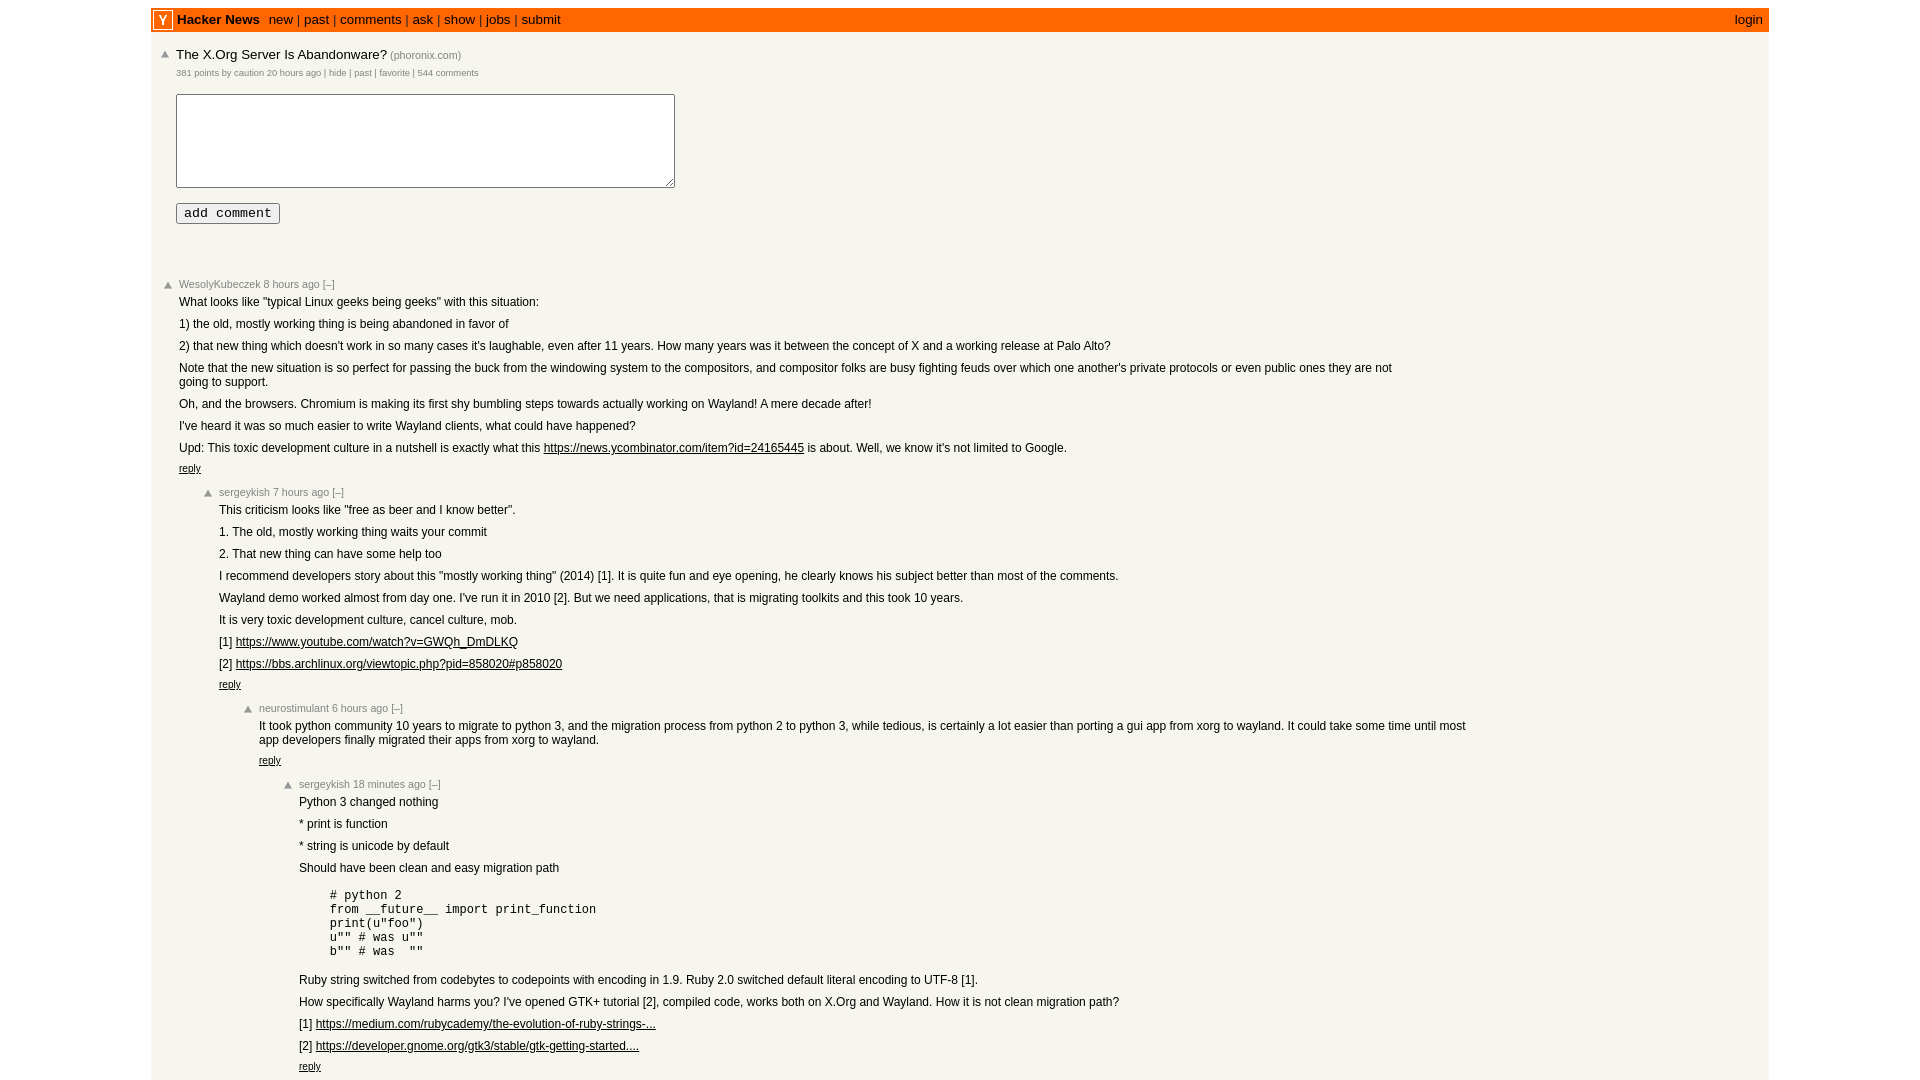 Y Hacker News new | past | comments | ask | show | jobs | submit login
The X.Org Server Is Abandonware? (phoronix.com)
381 points by caution 20 hours ago | hide | past | favorite | 544 comments
add comment
WesolyKubeczek 8 hours ago [–]
What looks like "typical Linux geeks being geeks" with this situation:
1) the old, mostly working thing is being abandoned in favor of
2) that new thing which doesn't work in so many cases it's laughable, even after 11 years. How many years was it between the concept of X and a working release at Palo Alto?
Note that the new situation is so perfect for passing the buck from the windowing system to the compositors, and compositor folks are busy fighting feuds over which one another's private protocols or even public ones they are not
going to support.
Oh, and the browsers. Chromium is making its first shy bumbling steps towards actually working on Wayland! A mere decade after!
I've heard it was so much easier to write Wayland clients, what could have happened?
Upd: This toxic development culture in a nutshell is exactly what this https://news.ycombinator.com/item?id=24165445 is about. Well, we know it's not limited to Google.
reply
sergeykish 7 hours ago [–]
This criticism looks like "free as beer and I know better".
1. The old, mostly working thing waits your commit
2. That new thing can have some help too
I recommend developers story about this "mostly working thing" (2014) [1]. It is quite fun and eye opening, he clearly knows his subject better than most of the comments.
Wayland demo worked almost from day one. I've run it in 2010 [2]. But we need applications, that is migrating toolkits and this took 10 years.
It is very toxic development culture, cancel culture, mob.
[1] https://www.youtube.com/watch?v=GWQh_DmDLKQ
[2] https://bbs.archlinux.org/viewtopic.php?pid=858020#p858020
reply
neurostimulant 6 hours ago [–]
It took python community 10 years to migrate to python 3, and the migration process from python 2 to python 3, while tedious, is certainly a lot easier than porting a gui app from xorg to wayland. It could take some time until most
app developers finally migrated their apps from xorg to wayland.
reply
sergeykish 18 minutes ago [–]
Python 3 changed nothing
* print is function
* string is unicode by default
Should have been clean and easy migration path
# python 2
from __future__ import print_function
print(u"foo")
u"" # was u""
b"" # was  ""
Ruby string switched from codebytes to codepoints with encoding in 1.9. Ruby 2.0 switched default literal encoding to UTF-8 [1].
How specifically Wayland harms you? I've opened GTK+ tutorial [2], compiled code, works both on X.Org and Wayland. How it is not clean migration path?
[1] https://medium.com/rubycademy/the-evolution-of-ruby-strings-...
[2] https://developer.gnome.org/gtk3/stable/gtk-getting-started....
reply